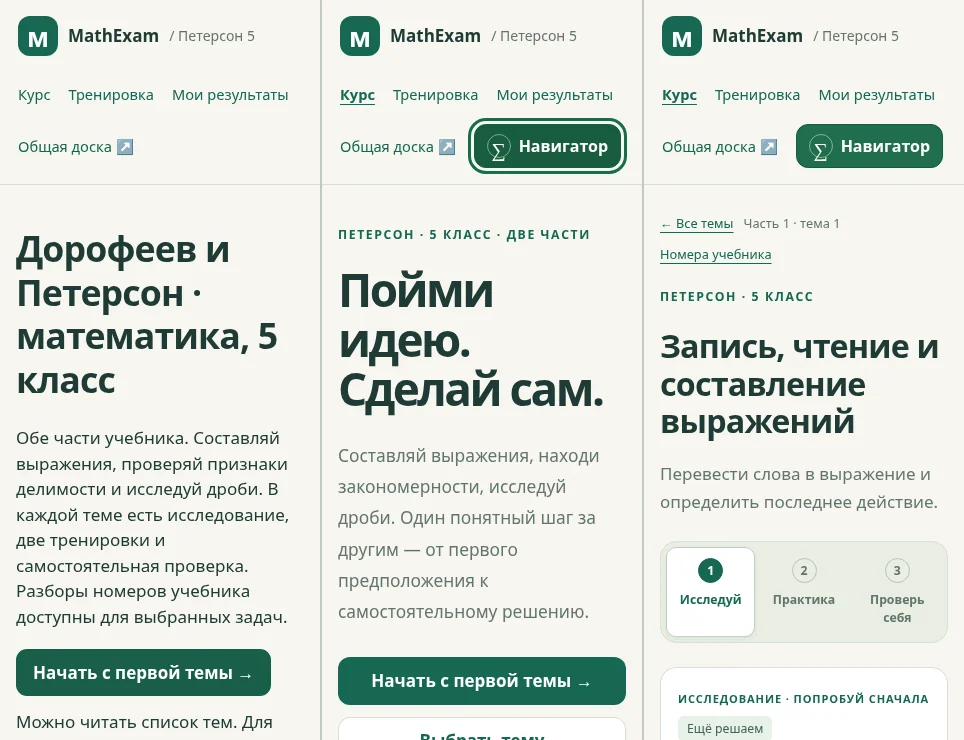 M MathExam / Петерсон 5
Курс Тренировка Мои результаты
Общая доска ↗
Дорофеев и
Петерсон ·
математика, 5
класс
Обе части учебника. Составляй
выражения, проверяй признаки
делимости и исследуй дроби. В
каждой теме есть исследование,
две тренировки и
самостоятельная проверка.
Разборы номеров учебника
доступны для выбранных задач.
Начать с первой темы →
Можно читать список тем. Для
M MathExam / Петерсон 5
Курс Тренировка Мои результаты
Общая доска ↗ ∑ Навигатор
ПЕТЕРСОН · 5 КЛАСС · ДВЕ ЧАСТИ
Пойми
идею.
Сделай сам.
Составляй выражения, находи
закономерности, исследуй
дроби. Один понятный шаг за
другим — от первого
предположения к
самостоятельному решению.
Начать с первой темы →
Выбрать тему
M MathExam / Петерсон 5
Курс Тренировка Мои результаты
Общая доска ↗ ∑ Навигатор
← Все темы Часть 1 · тема 1
Номера учебника
ПЕТЕРСОН · 5 КЛАСС
Запись, чтение и
составление
выражений
Перевести слова в выражение и
определить последнее действие.
1 2 3
Исследуй Практика Проверь
себя
ИССЛЕДОВАНИЕ · ПОПРОБУЙ СНАЧАЛА
Ещё решаем